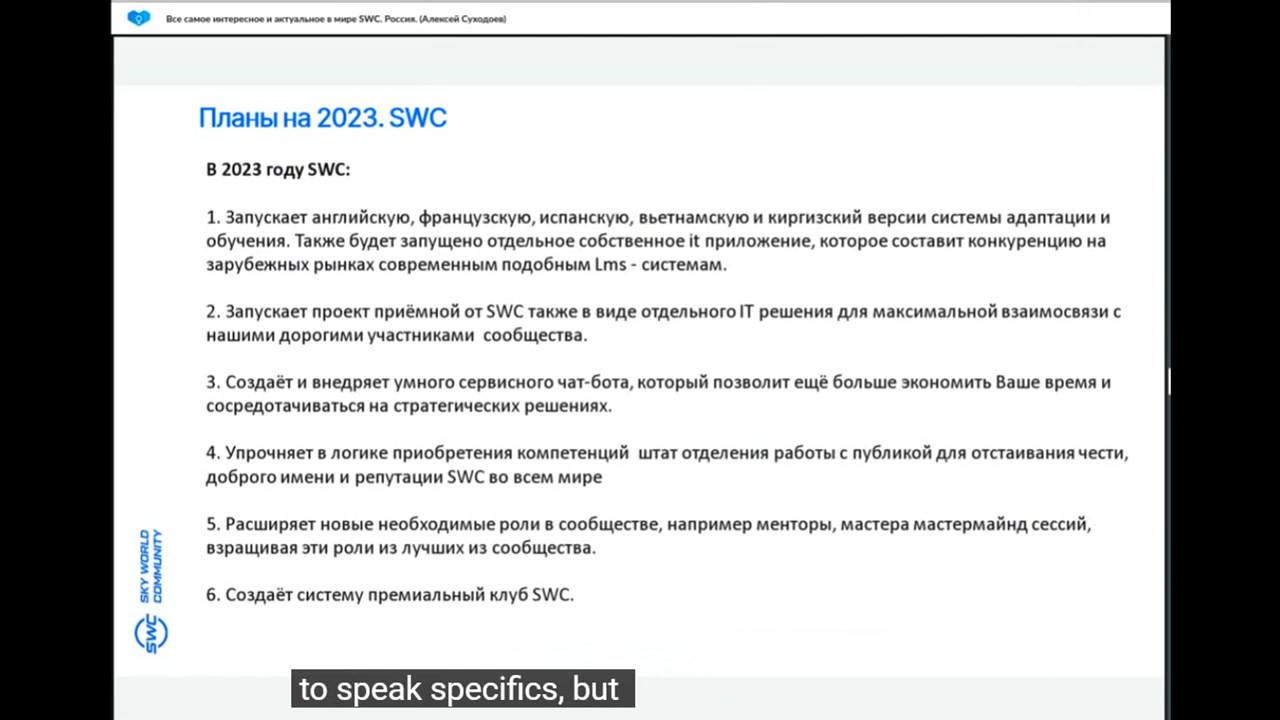 Все самое интересное и актуальное в мире SWC. Россия. (Алексей Суходоев)
Планы на 2023. SWC
В 2023 году SWC:
1. Запускает английскую, французскую, испанскую, вьетнамскую и киргизский версии системы адаптации и
обучения. Также будет запущено отдельное собственное it приложение, которое составит конкуренцию на
зарубежных рынках современным подобным Lms - системам.
2. Запускает проект приёмной от SWC также в виде отдельного IT решения для максимальной взаимосвязи с
нашими дорогими участниками сообщества.
3. Создаёт и внедряет умного сервисного чат-бота, который позволит ещё больше экономить Ваше время и
сосредотачиваться на стратегических решениях.
4. Упрочняет в логике приобретения компетенций штат отделения работы с публикой для отстаивания чести,
доброго имени и репутации SWC во всем мире
5. Расширяет новые необходимые роли в сообществе, например менторы, мастера мастермайнд сессий,
взращивая эти роли из лучших из сообщества.
6. Создаёт систему премиальный клуб SWC.
SWC SKY WORLD
COMMUNITY
to speak specifics, but